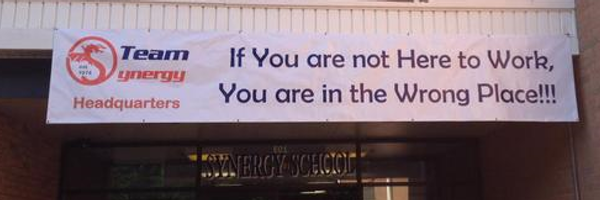 Team
ynergy
Headquarters
If You are not Here to Work,
You are in the Wrong Place!!!
SYNERGY SCHOOL